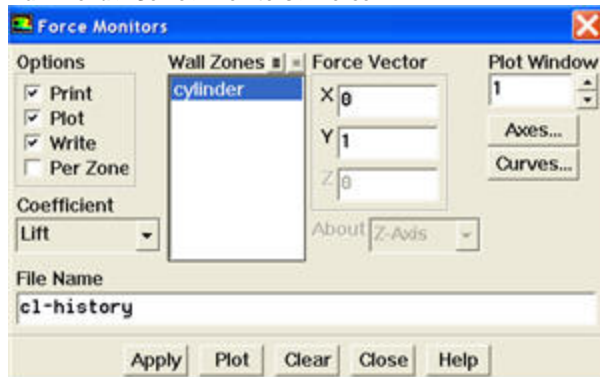 Force Monitors
Options
Print
Plot
Write
Per Zone
Coefficient
Lift
Wall Zones
cylinder
Force Vector
X 0
Y 1
Z 0
About Z-Axis
Plot Window
1
Axes...
Curves...
File Name
cl-history
Apply Plot Clear Close Help